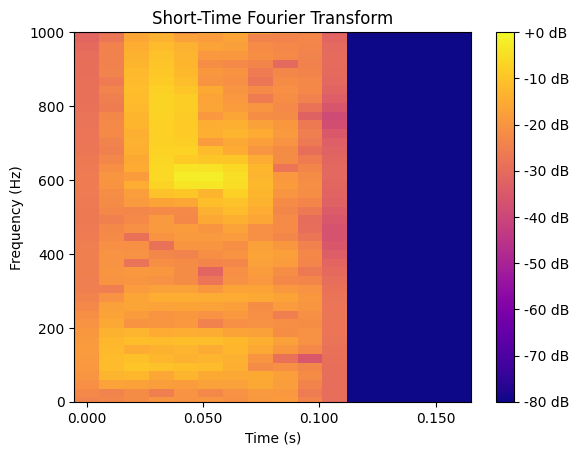 Short-Time Fourier Transform
1000
800
600
400
200
0
Frequency (Hz)
0.000
0.050
0.100
0.150
Time (s)
+0 dB
-10 dB
-20 dB
-30 dB
-40 dB
-50 dB
-60 dB
-70 dB
-80 dB